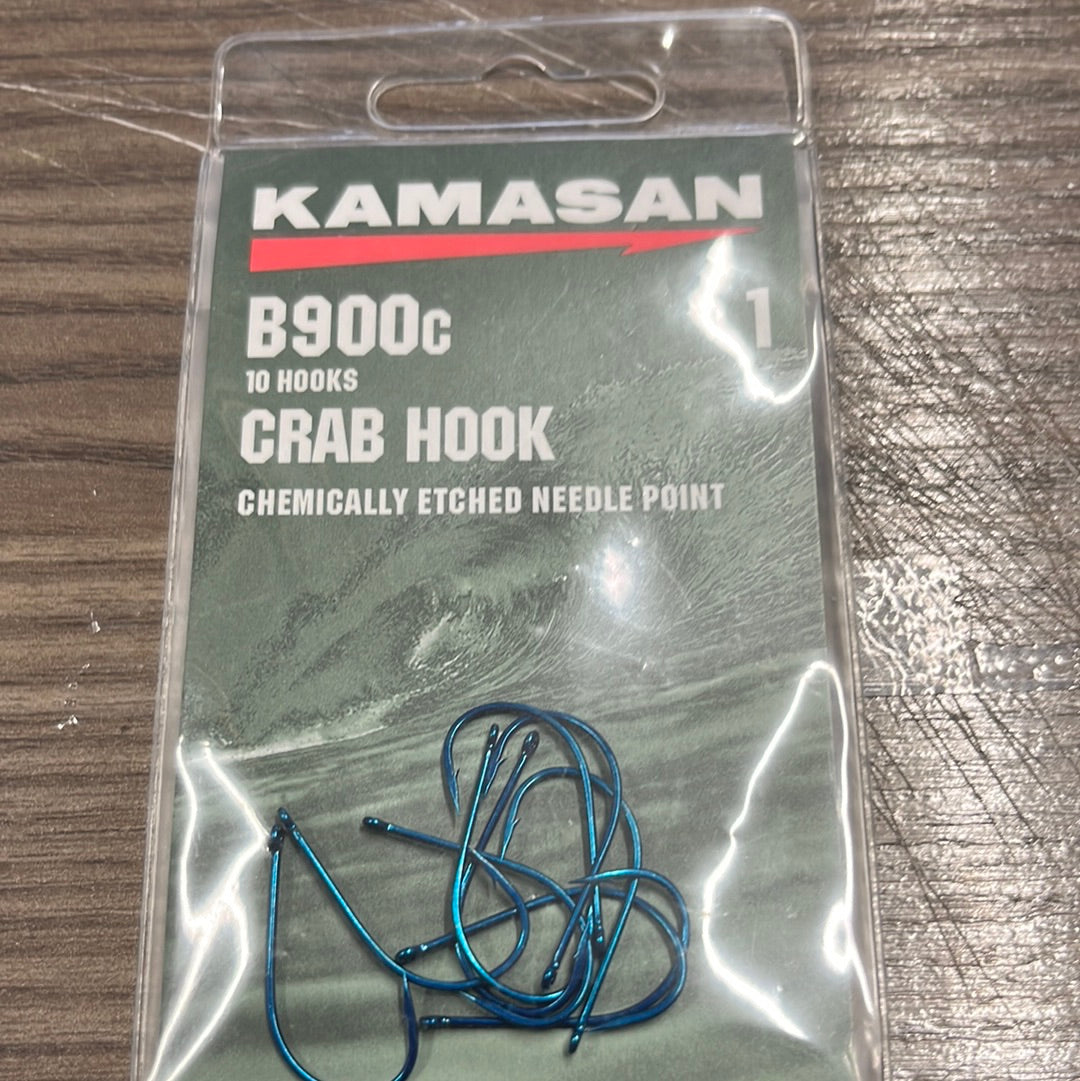 KAMASAN
B900c 1
10 HOOKS
CRAB HOOK
CHEMICALLY ETCHED NEEDLE POINT